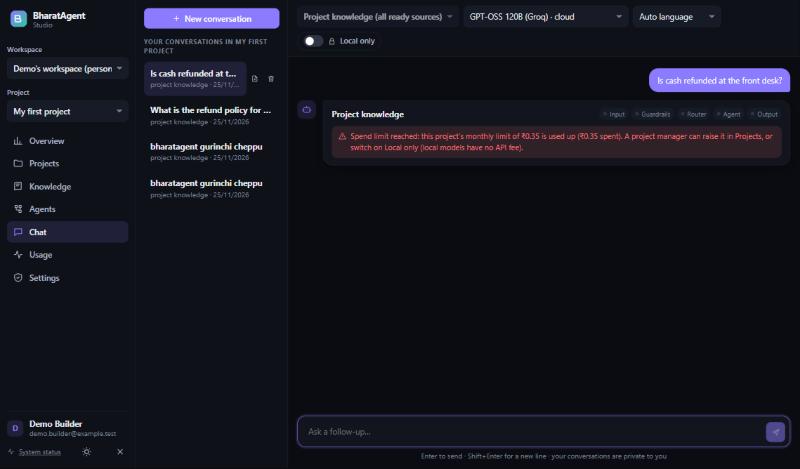 BharatAgent
Studio
Workspace
Demo's workspace (person
Project
My first project
Overview
Projects
Knowledge
Agents
Chat
Usage
Settings
D
Demo Builder
demo.builder@example.test
System status
+ New conversation
YOUR CONVERSATIONS IN MY FIRST
PROJECT
Is cash refunded at t...
project knowledge · 25/11/...
What is the refund policy for ...
project knowledge · 25/11/2026
bharatagent gurinchi cheppu
project knowledge · 25/11/2026
bharatagent gurinchi cheppu
project knowledge · 25/11/2026
Project knowledge (all ready sources)
GPT-OSS 120B (Groq) · cloud
Auto language
Local only
Is cash refunded at the front desk?
Project knowledge
Input
Guardrails
Router
Agent
Output
Spend limit reached: this project's monthly limit of ₹0.35 is used up (₹0.35 spent). A project manager can raise it in Projects, or
switch on Local only (local models have no API fee).
Ask a follow-up...
Enter to send · Shift+Enter for a new line · your conversations are private to you